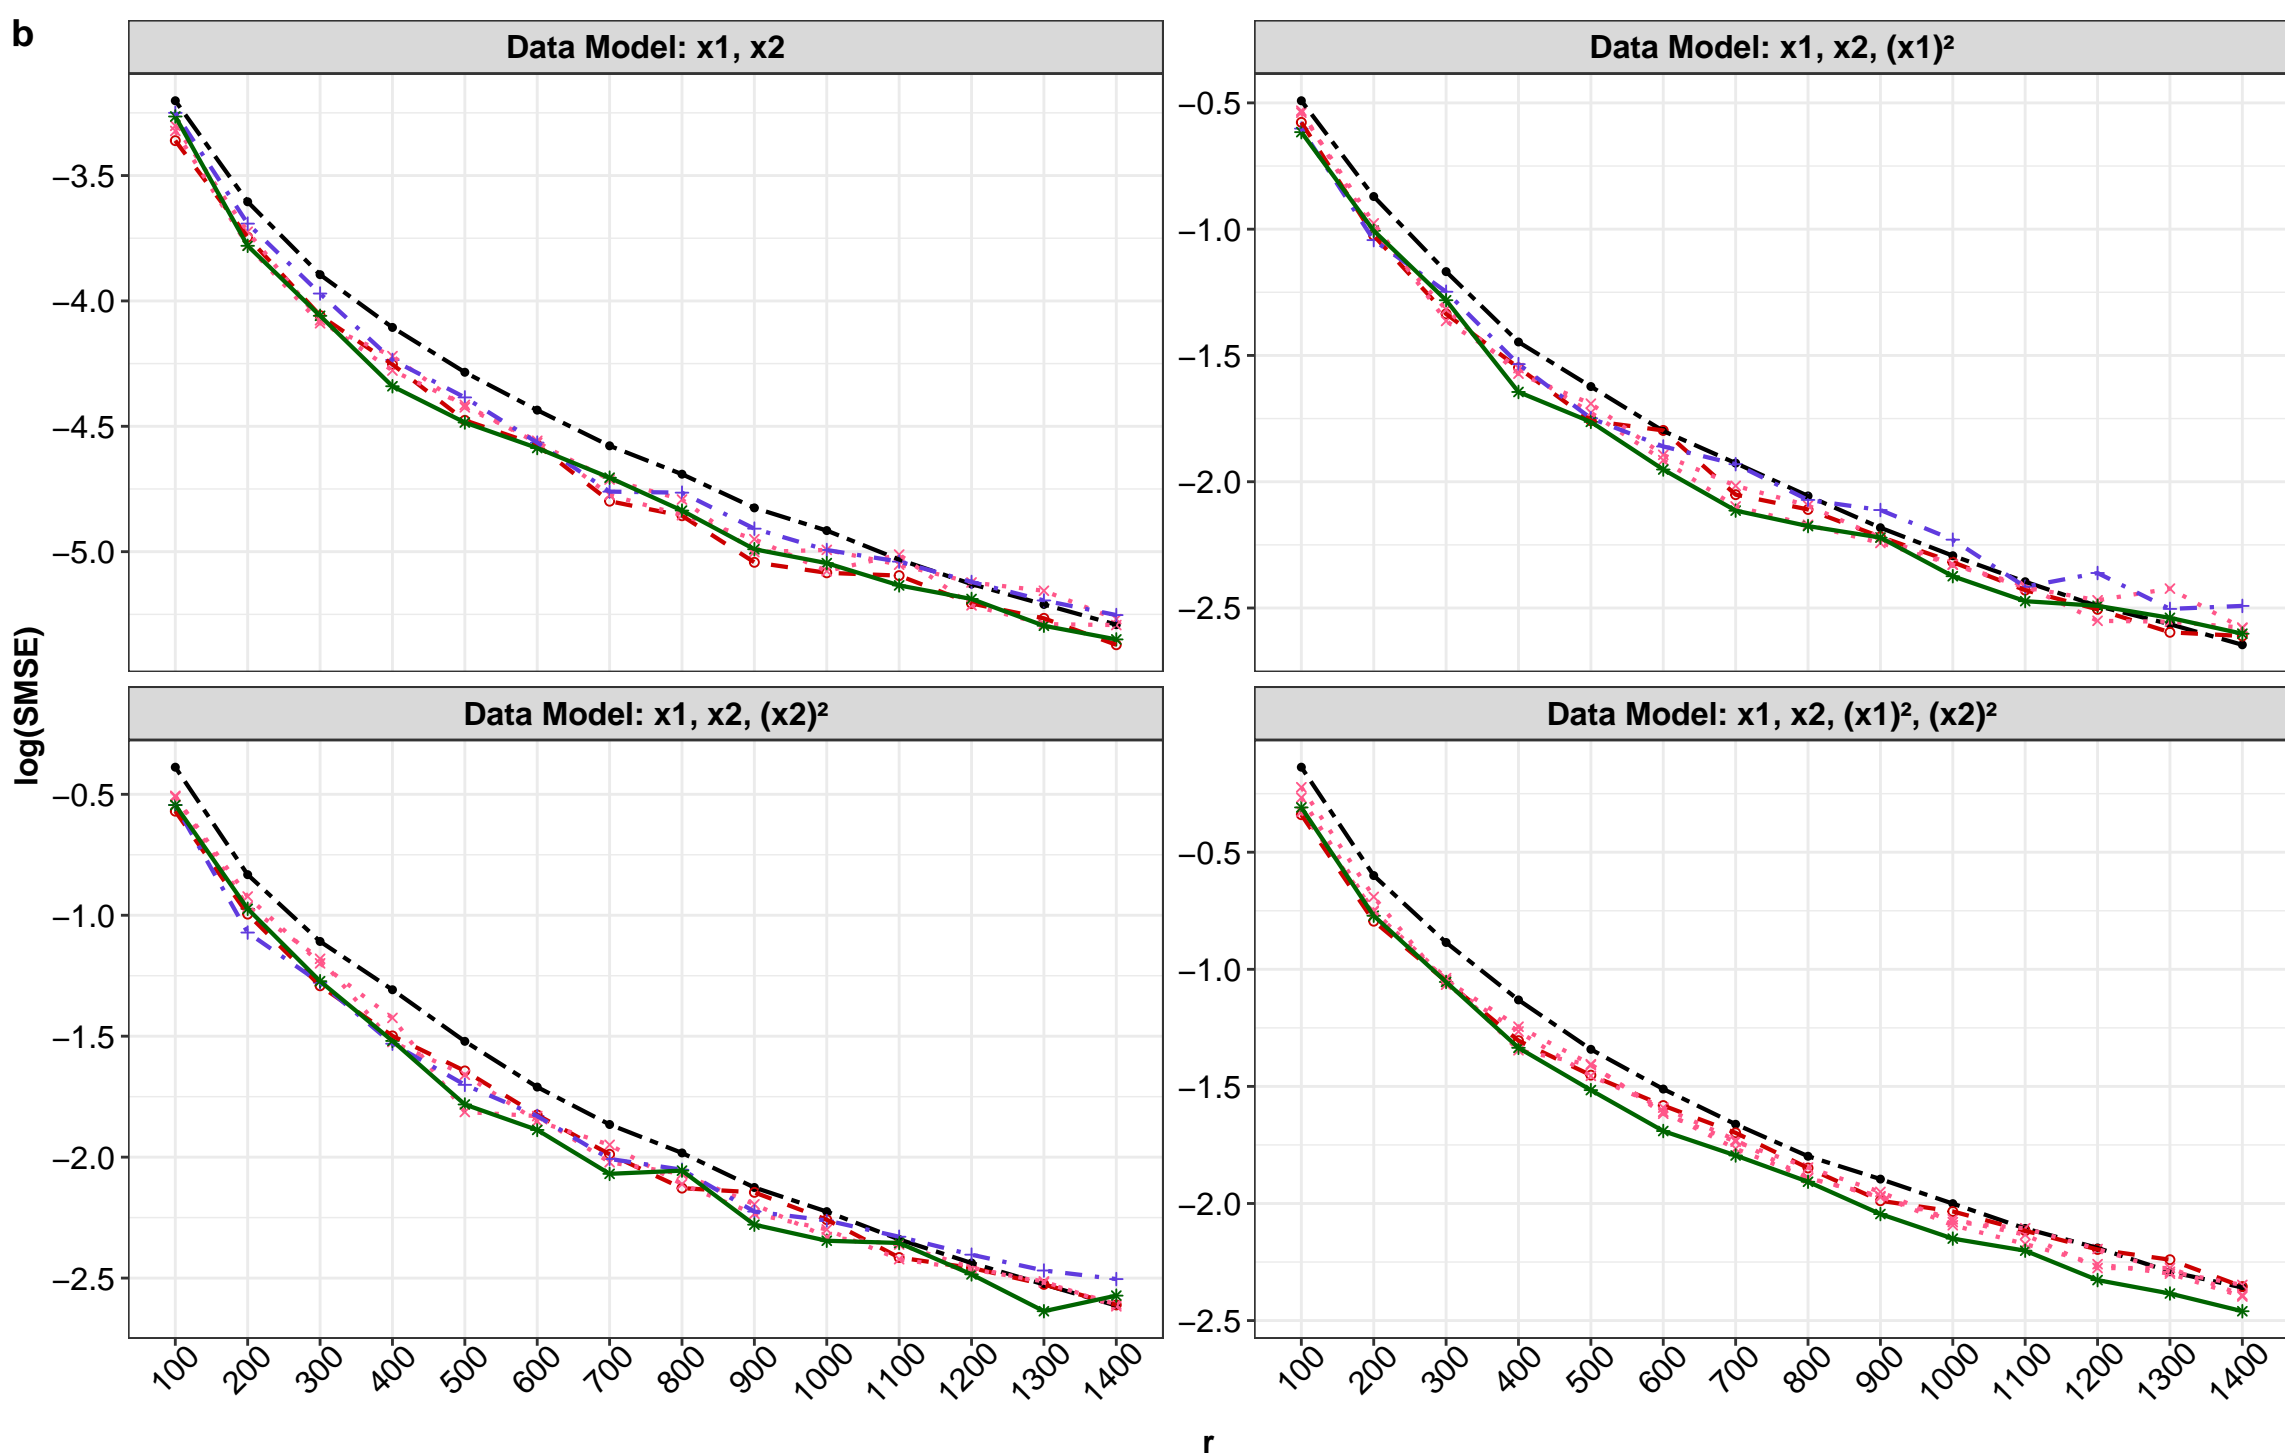 b
Data Model: x1, x2
Data Model: x1, x2, (x1)²
−3.5
−4.0
−4.5
−5.0
−0.5
−1.0
−1.5
−2.0
−2.5
log(SMSE)
Data Model: x1, x2, (x2)²
Data Model: x1, x2, (x1)², (x2)²
−0.5
−1.0
−1.5
−2.0
−2.5
−0.5
−1.0
−1.5
−2.0
−2.5
100 200 300 400 500 600 700 800 900 1000 1100 1200 1300 1400
100 200 300 400 500 600 700 800 900 1000 1100 1200 1300 1400
r